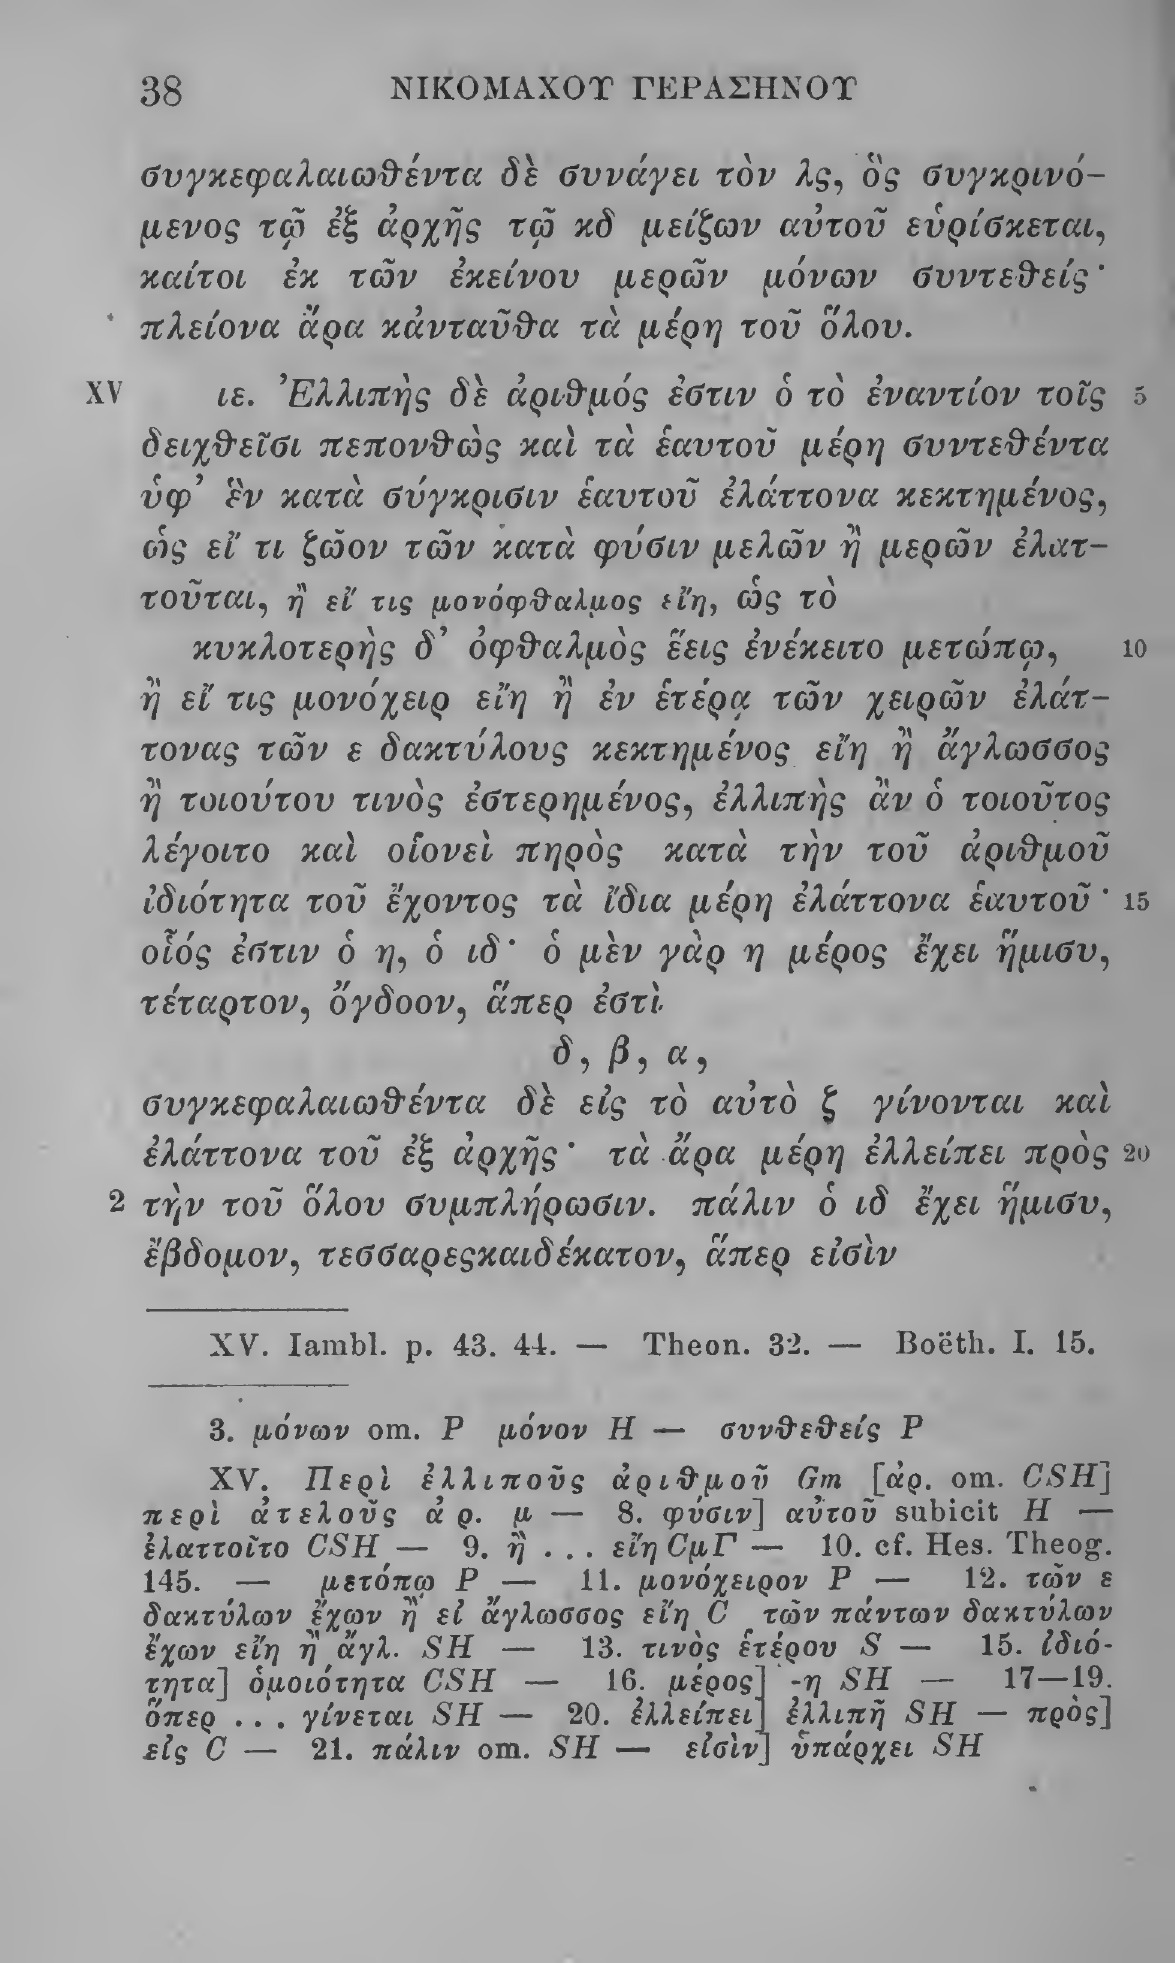 38 ΝΙΚΟΜΑΧΟΥ ΓΕΡΑΣΗΝΟΥ
συγκεφαλαιωθέντα δὲ συνάγει τὸν λς, ὃς συγκρινό-
μενος τῷ ἐξ ἀρχῆς τῷ κδ μείζων αὐτοῦ εὑρίσκεται,
καίτοι ἐκ τῶν ἐκείνου μερῶν μόνων συντεθείς·
πλείονα ἄρα κἀνταῦθα τὰ μέρη τοῦ ὅλου.
XV ιε. Ἐλλιπὴς δὲ ἀριθμός ἐστιν ὁ τὸ ἐναντίον τοῖς 5
δειχθεῖσι πεπονθὼς καὶ τὰ ἑαυτοῦ μέρη συντεθέντα
ὑφ' ἓν κατὰ σύγκρισιν ἑαυτοῦ ἐλάττονα κεκτημένος,
ὡς εἴ τι ζῶον τῶν κατὰ φύσιν μελῶν ἢ μερῶν ἐλατ-
τοῦται, ἢ εἴ τις μονόφθαλμος εἴη, ὡς τὸ
κυκλοτερὴς δ' ὀφθαλμὸς ἕεις ἐνέκειτο μετώπῳ, 10
ἢ εἴ τις μονόχειρ εἴη ἢ ἐν ἑτέρᾳ τῶν χειρῶν ἐλάτ-
τονας τῶν ε δακτύλους κεκτημένος εἴη ἢ ἄγλωσσος
ἢ τοιούτου τινὸς ἐστερημένος, ἐλλιπὴς ἂν ὁ τοιοῦτος
λέγοιτο καὶ οἱονεὶ πηρὸς κατὰ τὴν τοῦ ἀριθμοῦ
ἰδιότητα τοῦ ἔχοντος τὰ ἴδια μέρη ἐλάττονα ἑαυτοῦ· 15
οἷός ἐστιν ὁ η, ὁ ιδ· ὁ μὲν γὰρ η μέρος ἔχει ἥμισυ,
τέταρτον, ὄγδοον, ἅπερ ἐστὶ
δ, β, α,
συγκεφαλαιωθέντα δὲ εἰς τὸ αὐτὸ ζ γίνονται καὶ
ἐλάττονα τοῦ ἐξ ἀρχῆς· τὰ ἄρα μέρη ἐλλείπει πρὸς 20
2 τὴν τοῦ ὅλου συμπλήρωσιν. πάλιν ὁ ιδ ἔχει ἥμισυ,
ἕβδομον, τεσσαρεςκαιδέκατον, ἅπερ εἰσὶν
XV. Iambl. p. 43. 44. — Theon. 32. — Boëth. I. 15.
3. μόνων om. P μόνον H — συνθεθείς P
XV. Περὶ ἐλλιποῦς ἀριθμοῦ Gm [ἀρ. om. CSH]
περὶ ἀτελοῦς ἀρ. μ — 8. φύσιν] αὐτοῦ subicit H —
ἐλαττοῖτο CSH — 9. ἢ . . . εἴη CμΓ — 10. cf. Hes. Theog.
145. — μετόπῳ P — 11. μονόχειρον P — 12. τῶν ε
δακτύλων ἔχων ἢ εἰ ἄγλωσσος εἴη C τῶν πάντων δακτύλων
ἔχων εἴη ἢ ἄγλ. SH — 13. τινὸς ἑτέρου S — 15. ἰδιό-
τητα] ὁμοιότητα CSH — 16. μέρος] -η SH — 17—19.
ὅπερ . . . γίνεται SH — 20. ἐλλείπει] ἐλλιπῆ SH — πρὸς]
εἰς C — 21. πάλιν om. SH — εἰσὶν] ὑπάρχει SH